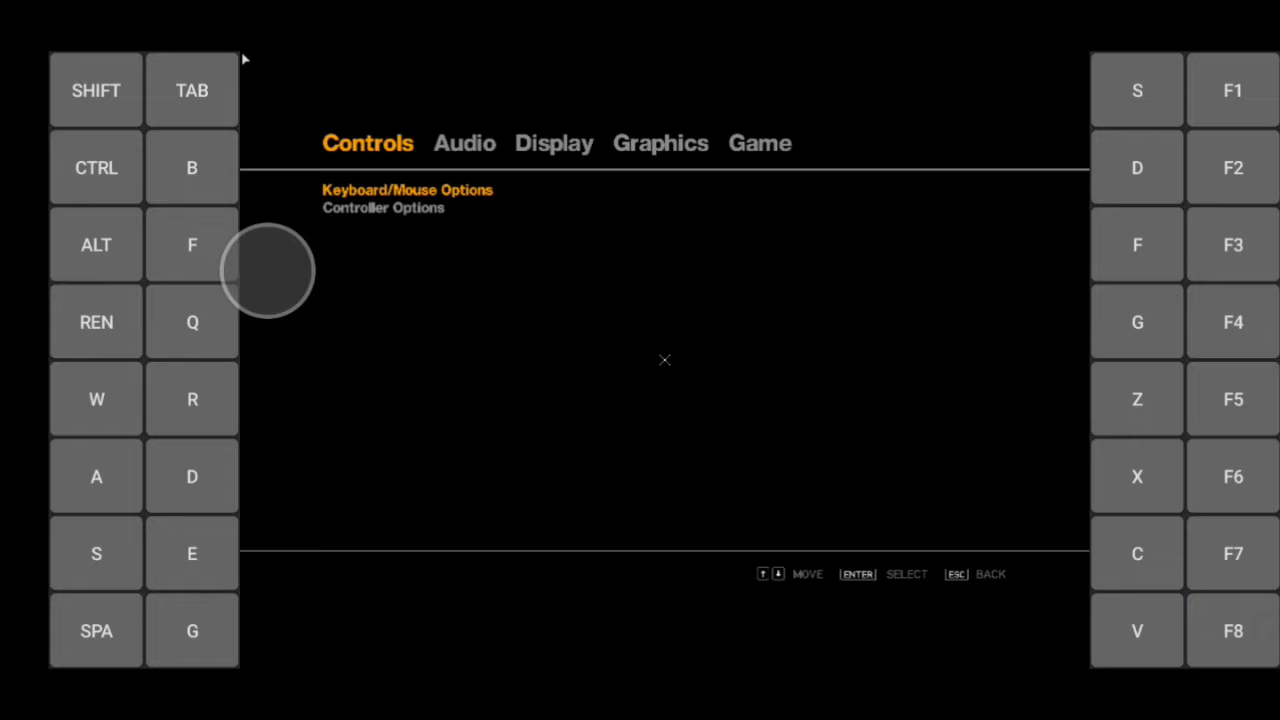 SHIFT TAB
CTRL B
ALT F
REN Q
W R
A D
S E
SPA G
Controls Audio Display Graphics Game
Keyboard/Mouse Options
Controller Options
↑ ↓ MOVE ENTER SELECT ESC BACK
S F1
D F2
F F3
G F4
Z F5
X F6
C F7
V F8